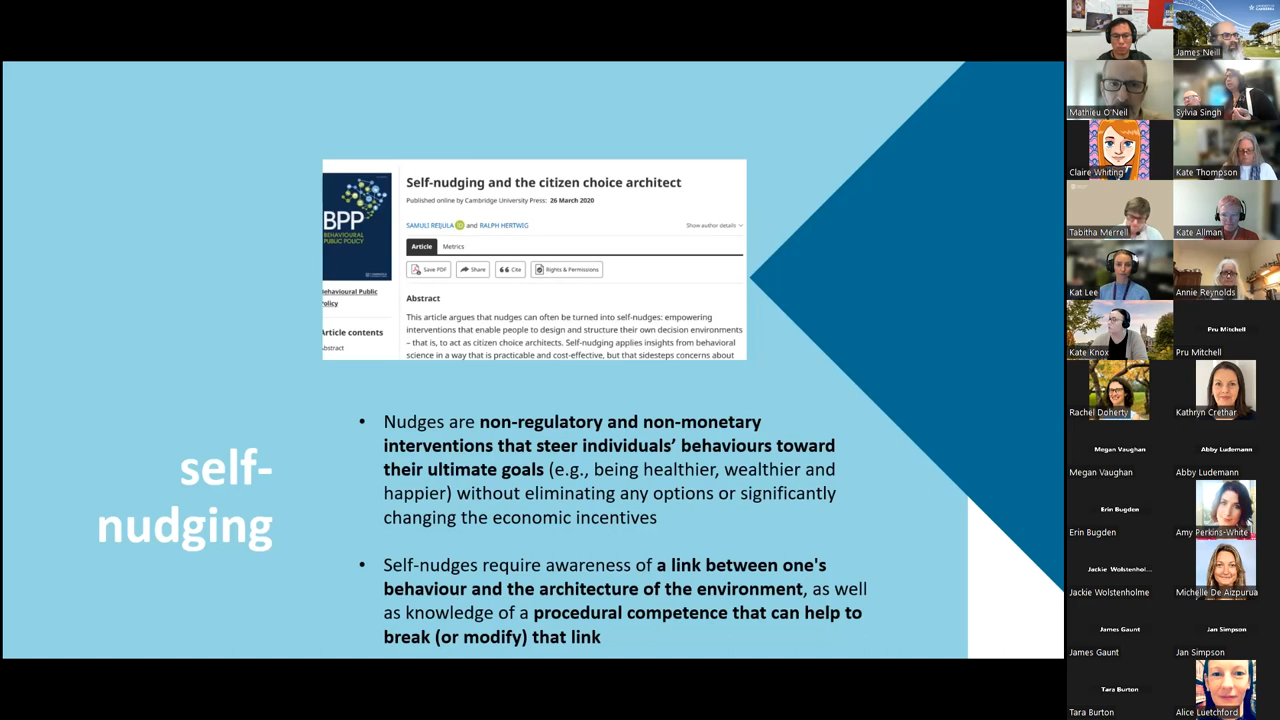 self-
nudging
BPP
BEHAVIOURAL
PUBLIC POLICY
ehavioural Public
olicy
Article contents
bstract
Self-nudging and the citizen choice architect
Published online by Cambridge University Press: 26 March 2020
SAMULI REIJULA and RALPH HERTWIG
Show author details
Article Metrics
Save PDF Share Cite Rights & Permissions
Abstract
This article argues that nudges can often be turned into self-nudges: empowering
interventions that enable people to design and structure their own decision environments
– that is, to act as citizen choice architects. Self-nudging applies insights from behavioral
science in a way that is practicable and cost-effective, but that sidesteps concerns about
• Nudges are non-regulatory and non-monetary
interventions that steer individuals’ behaviours toward
their ultimate goals (e.g., being healthier, wealthier and
happier) without eliminating any options or significantly
changing the economic incentives
• Self-nudges require awareness of a link between one's
behaviour and the architecture of the environment, as well
as knowledge of a procedural competence that can help to
break (or modify) that link
James Neill
Mathieu O'Neil
Sylvia Singh
Claire Whiting
Kate Thompson
Tabitha Merrell
Kate Allman
Kat Lee
Annie Reynolds
Kate Knox
Pru Mitchell
Pru Mitchell
Rachel Doherty
Kathryn Crethar
Megan Vaughan
Megan Vaughan
Abby Ludemann
Abby Ludemann
Erin Bugden
Erin Bugden
Amy Perkins-White
Jackie Wolstenhol...
Jackie Wolstenholme
Michelle De Aizpurua
James Gaunt
James Gaunt
Jan Simpson
Jan Simpson
Tara Burton
Tara Burton
Alice Luetchford